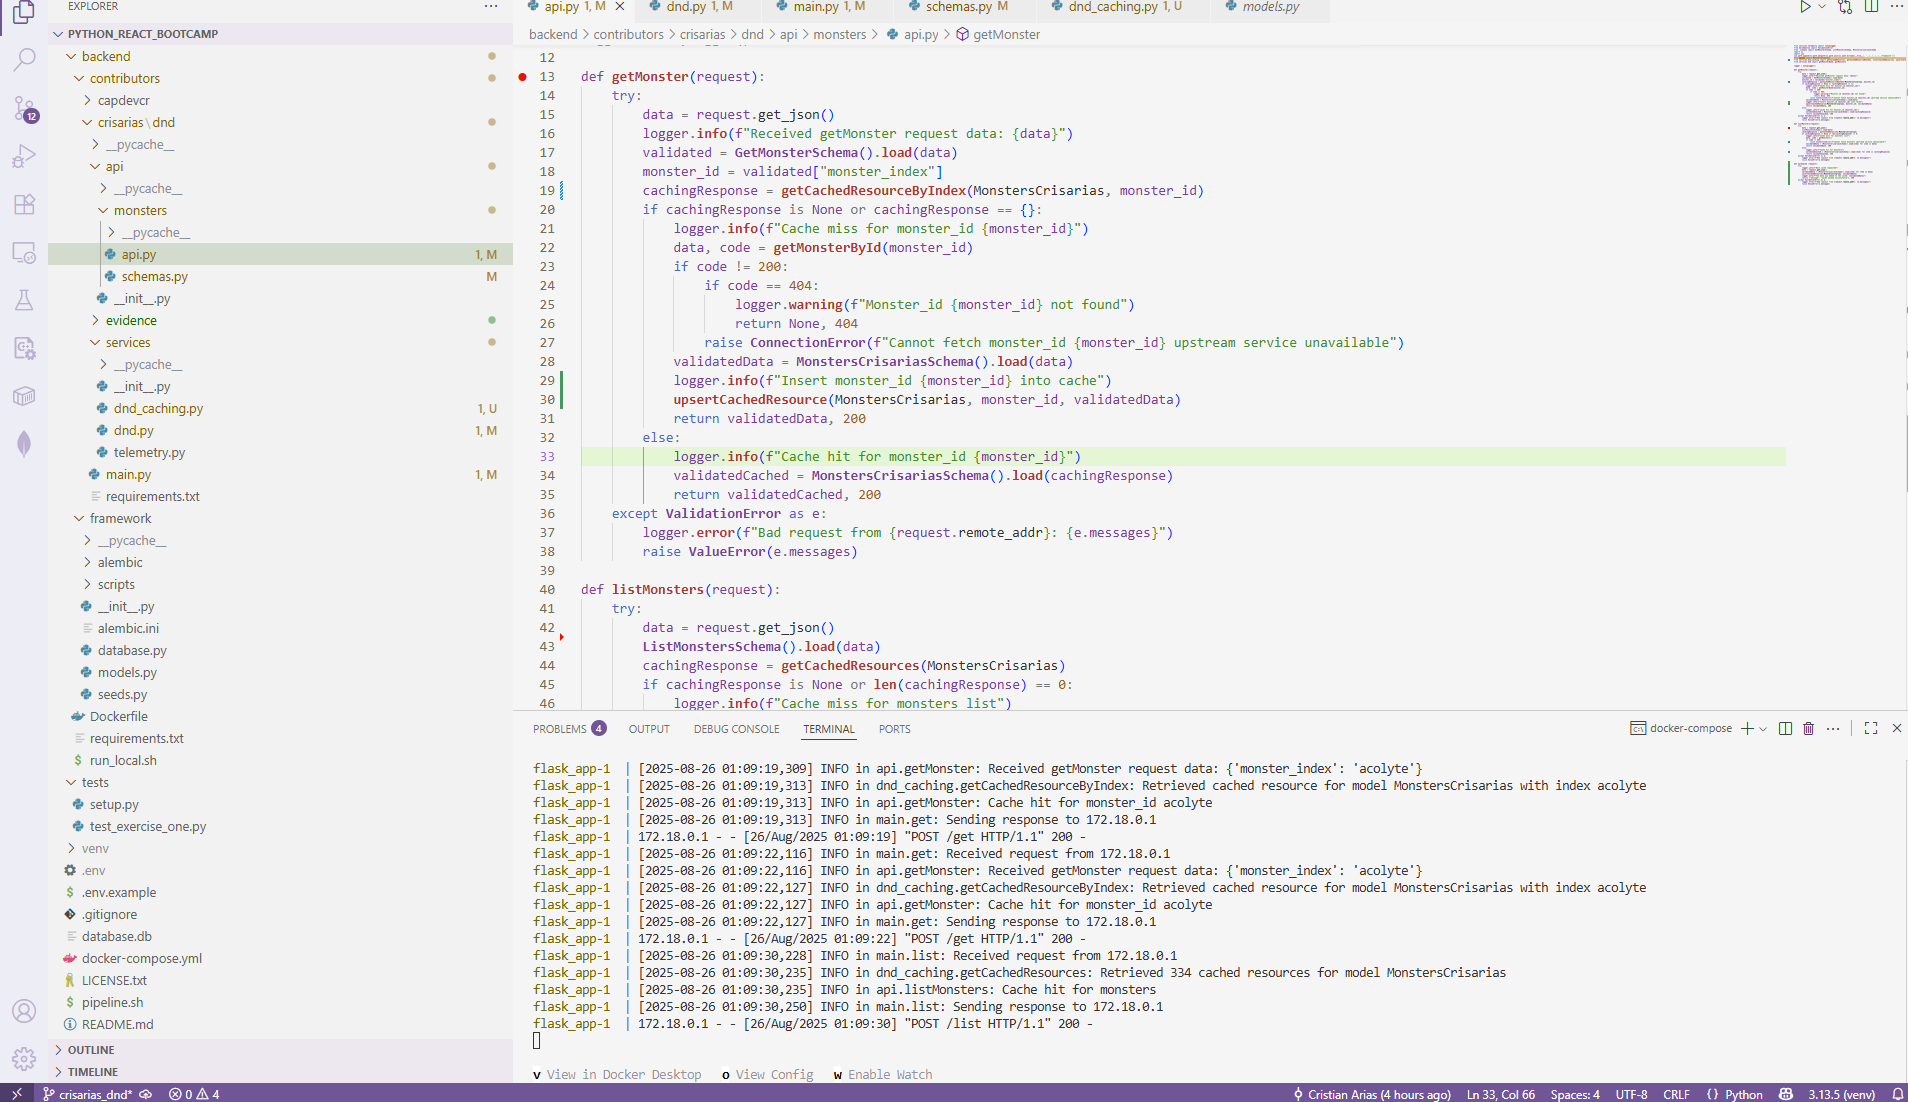 EXPLORER
PYTHON_REACT_BOOTCAMP
backend
contributors
capdevcr
crisarias\dnd
__pycache__
api
__pycache__
monsters
__pycache__
api.py 1, M
schemas.py M
__init__.py
evidence
services
__pycache__
__init__.py
dnd_caching.py 1, U
dnd.py 1, M
telemetry.py
main.py 1, M
requirements.txt
framework
__pycache__
alembic
scripts
__init__.py
alembic.ini
database.py
models.py
seeds.py
Dockerfile
requirements.txt
run_local.sh
tests
setup.py
test_exercise_one.py
venv
.env
.env.example
.gitignore
database.db
docker-compose.yml
LICENSE.txt
pipeline.sh
README.md
OUTLINE
TIMELINE
12
api.py 1, M dnd.py 1, M main.py 1, M schemas.py M dnd_caching.py 1, U models.py
backend > contributors > crisarias > dnd > api > monsters > api.py > getMonster
12
13 def getMonster(request):
14 try:
15 data = request.get_json()
16 logger.info(f"Received getMonster request data: {data}")
17 validated = GetMonsterSchema().load(data)
18 monster_id = validated["monster_index"]
19 cachingResponse = getCachedResourceByIndex(MonstersCrisarias, monster_id)
20 if cachingResponse is None or cachingResponse == {}:
21 logger.info(f"Cache miss for monster_id {monster_id}")
22 data, code = getMonsterById(monster_id)
23 if code != 200:
24 if code == 404:
25 logger.warning(f"Monster_id {monster_id} not found")
26 return None, 404
27 raise ConnectionError(f"Cannot fetch monster_id {monster_id} upstream service unavailable")
28 validatedData = MonstersCrisariasSchema().load(data)
29 logger.info(f"Insert monster_id {monster_id} into cache")
30 upsertCachedResource(MonstersCrisarias, monster_id, validatedData)
31 return validatedData, 200
32 else:
33 logger.info(f"Cache hit for monster_id {monster_id}")
34 validatedCached = MonstersCrisariasSchema().load(cachingResponse)
35 return validatedCached, 200
36 except ValidationError as e:
37 logger.error(f"Bad request from {request.remote_addr}: {e.messages}")
38 raise ValueError(e.messages)
39
40 def listMonsters(request):
41 try:
42 data = request.get_json()
43 ListMonstersSchema().load(data)
44 cachingResponse = getCachedResources(MonstersCrisarias)
45 if cachingResponse is None or len(cachingResponse) == 0:
46 logger.info("Cache miss for monsters list")
PROBLEMS 4 OUTPUT DEBUG CONSOLE TERMINAL PORTS docker-compose
flask_app-1 | [2025-08-26 01:09:19,309] INFO in api.getMonster: Received getMonster request data: {'monster_index': 'acolyte'}
flask_app-1 | [2025-08-26 01:09:19,313] INFO in dnd_caching.getCachedResourceByIndex: Retrieved cached resource for model MonstersCrisarias with index acolyte
flask_app-1 | [2025-08-26 01:09:19,313] INFO in api.getMonster: Cache hit for monster_id acolyte
flask_app-1 | [2025-08-26 01:09:19,313] INFO in main.get: Sending response to 172.18.0.1
flask_app-1 | 172.18.0.1 - - [26/Aug/2025 01:09:19] "POST /get HTTP/1.1" 200 -
flask_app-1 | [2025-08-26 01:09:22,116] INFO in main.get: Received request from 172.18.0.1
flask_app-1 | [2025-08-26 01:09:22,116] INFO in api.getMonster: Received getMonster request data: {'monster_index': 'acolyte'}
flask_app-1 | [2025-08-26 01:09:22,127] INFO in dnd_caching.getCachedResourceByIndex: Retrieved cached resource for model MonstersCrisarias with index acolyte
flask_app-1 | [2025-08-26 01:09:22,127] INFO in api.getMonster: Cache hit for monster_id acolyte
flask_app-1 | [2025-08-26 01:09:22,127] INFO in main.get: Sending response to 172.18.0.1
flask_app-1 | 172.18.0.1 - - [26/Aug/2025 01:09:22] "POST /get HTTP/1.1" 200 -
flask_app-1 | [2025-08-26 01:09:30,228] INFO in main.list: Received request from 172.18.0.1
flask_app-1 | [2025-08-26 01:09:30,235] INFO in dnd_caching.getCachedResources: Retrieved 334 cached resources for model MonstersCrisarias
flask_app-1 | [2025-08-26 01:09:30,235] INFO in api.listMonsters: Cache hit for monsters
flask_app-1 | [2025-08-26 01:09:30,250] INFO in main.list: Sending response to 172.18.0.1
flask_app-1 | 172.18.0.1 - - [26/Aug/2025 01:09:30] "POST /list HTTP/1.1" 200 -
v View in Docker Desktop o View Config w Enable Watch
crisarias_dnd* 0 4 Cristian Arias (4 hours ago) Ln 33, Col 66 Spaces: 4 UTF-8 CRLF {} Python 3.13.5 (venv)